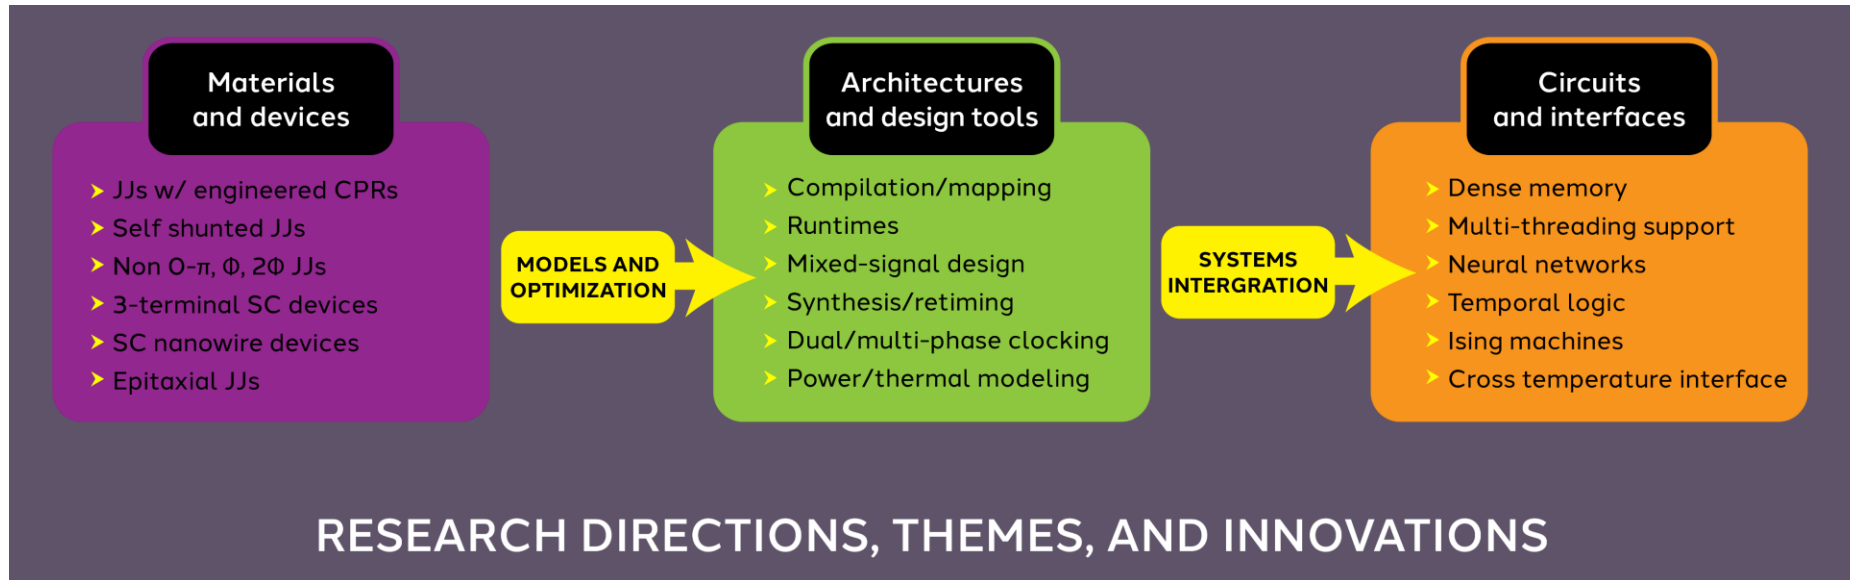 Materials
and devices
JJs w/ engineered CPRs
Self shunted JJs
Non 0-π, Φ, 2Φ JJs
3-terminal SC devices
SC nanowire devices
Epitaxial JJs
MODELS AND
OPTIMIZATION
Architectures
and design tools
Compilation/mapping
Runtimes
Mixed-signal design
Synthesis/retiming
Dual/multi-phase clocking
Power/thermal modeling
SYSTEMS
INTERGRATION
Circuits
and interfaces
Dense memory
Multi-threading support
Neural networks
Temporal logic
Ising machines
Cross temperature interface
RESEARCH DIRECTIONS, THEMES, AND INNOVATIONS